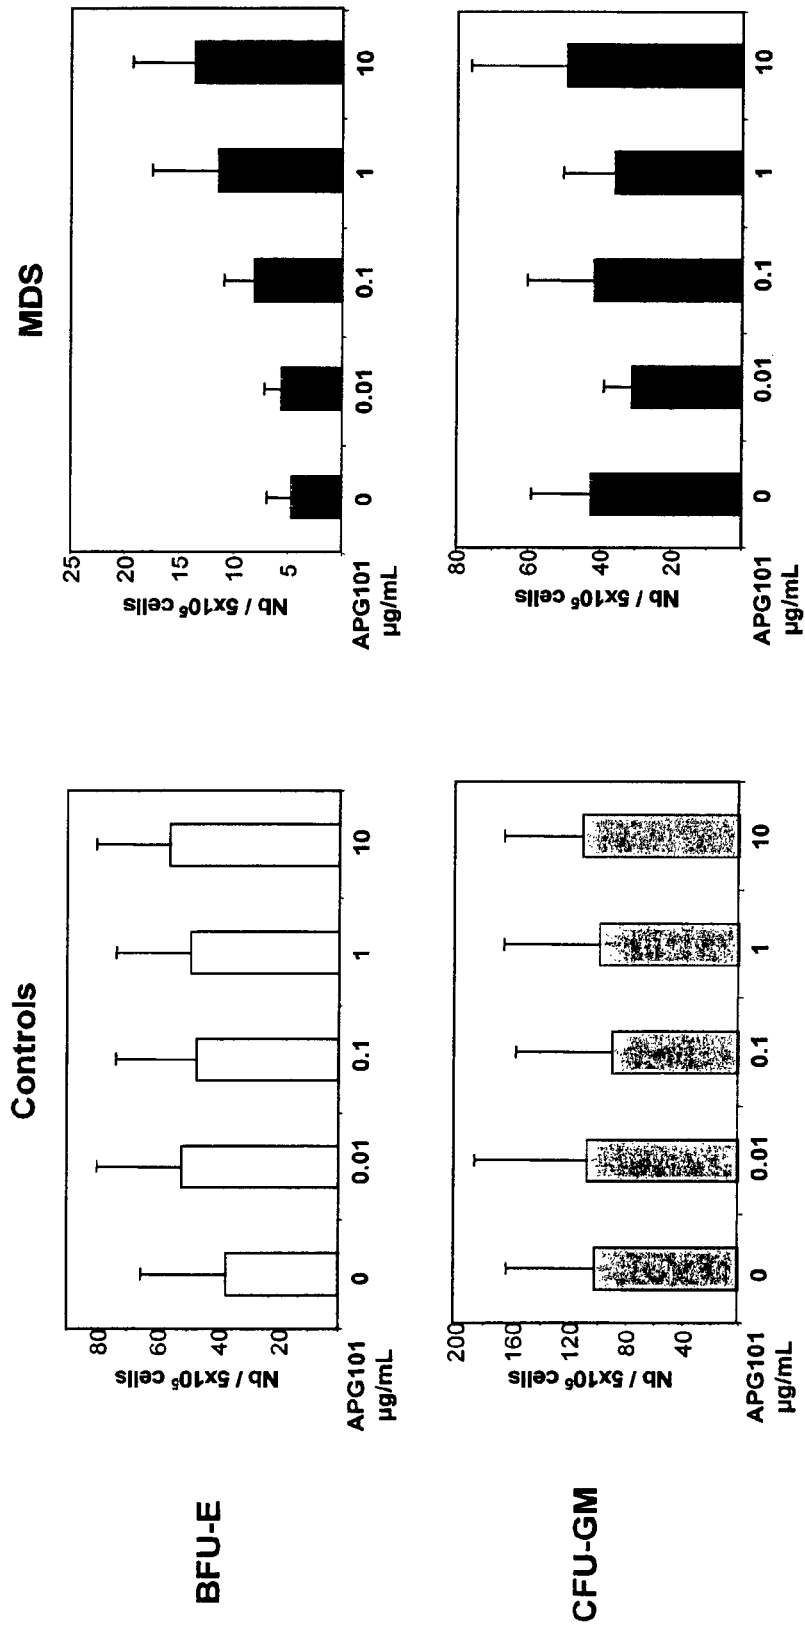 Controls
MDS
BFU-E
Nb / 5x10⁵ cells
80
60
40
20
APG101
µg/mL
0 0.01 0.1 1 10
Nb / 5x10⁵ cells
25
20
15
10
5
APG101
µg/mL
0 0.01 0.1 1 10
CFU-GM
Nb / 5x10⁵ cells
200
160
120
80
40
APG101
µg/mL
0 0.01 0.1 1 10
Nb / 5x10⁵ cells
80
60
40
20
APG101
µg/mL
0 0.01 0.1 1 10